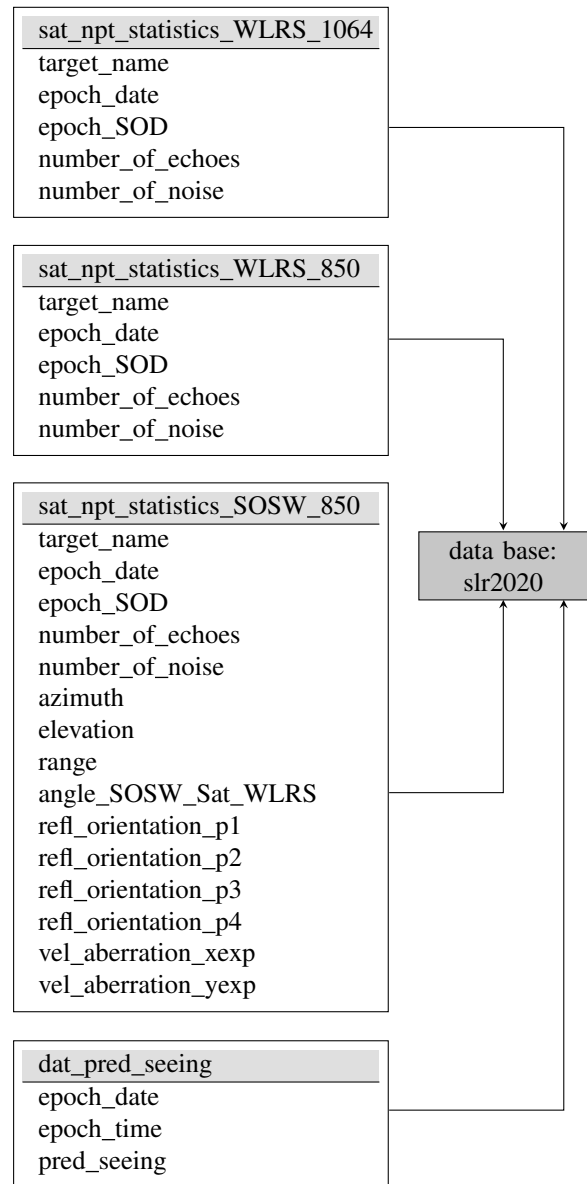 sat_npt_statistics_WLRS_1064
target_name
epoch_date
epoch_SOD
number_of_echoes
number_of_noise
sat_npt_statistics_WLRS_850
target_name
epoch_date
epoch_SOD
number_of_echoes
number_of_noise
sat_npt_statistics_SOSW_850
target_name
epoch_date
epoch_SOD
number_of_echoes
number_of_noise
azimuth
elevation
range
angle_SOSW_Sat_WLRS
refl_orientation_p1
refl_orientation_p2
refl_orientation_p3
refl_orientation_p4
vel_aberration_xexp
vel_aberration_yexp
data base:
slr2020
dat_pred_seeing
epoch_date
epoch_time
pred_seeing